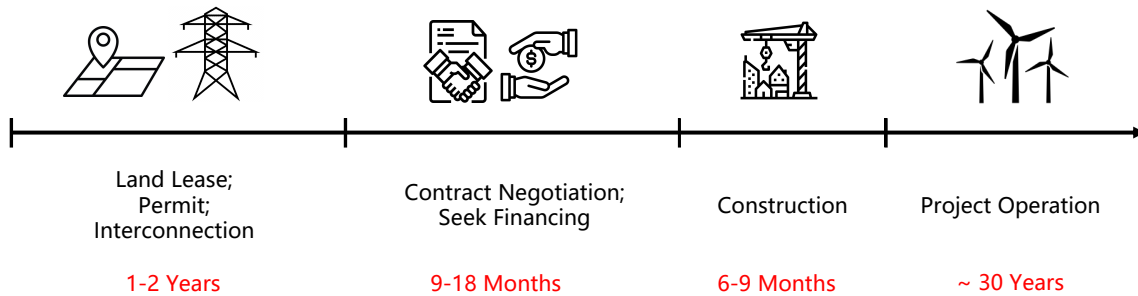 $
Land Lease;
Permit;
Interconnection
1-2 Years
Contract Negotiation;
Seek Financing
9-18 Months
Construction
6-9 Months
Project Operation
~ 30 Years